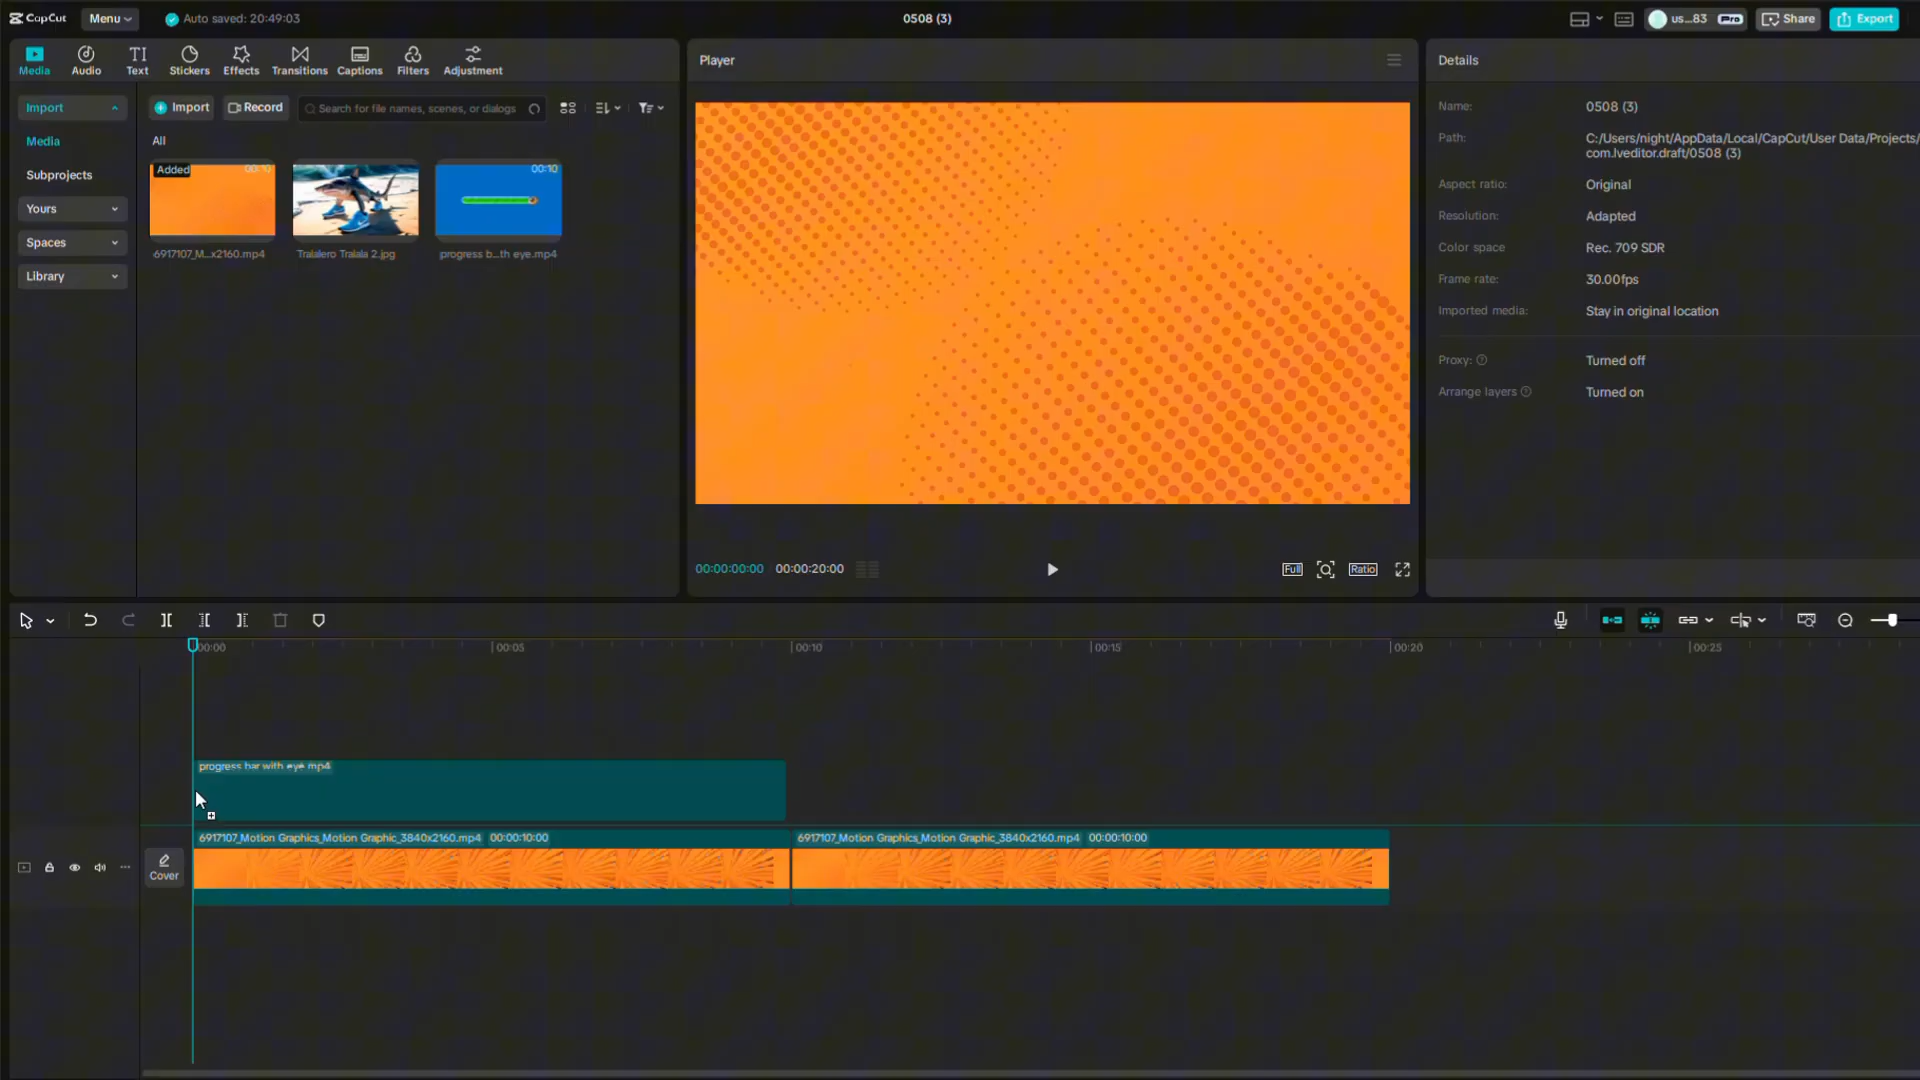 CapCut
Menu
Auto saved: 20:49:03
0508 (3)
us...83
Pro
Share
Export
Media
Audio
Text
Stickers
Effects
Transitions
Captions
Filters
Adjustment
Import
Media
Subprojects
Yours
Spaces
Library
Import
Record
Search for file names, scenes, or dialogs
All
Added
00:10
6917107_M...x2160.mp4
Tralalero Tralala 2.jpg
00:10
progress b...th eye.mp4
Player
00:00:00:00
00:00:20:00
Full
Ratio
Details
Name: 0508 (3)
Path: C:/Users/night/AppData/Local/CapCut/User Data/Projects/
com.lveditor.draft/0508 (3)
Aspect ratio: Original
Resolution: Adapted
Color space Rec. 709 SDR
Frame rate: 30.00fps
Imported media: Stay in original location
Proxy: Turned off
Arrange layers Turned on
00:00
00:05
00:10
00:15
00:20
00:25
progress bar with eye.mp4
6917107_Motion Graphics_Motion Graphic_3840x2160.mp4 00:00:10:00
6917107_Motion Graphics_Motion Graphic_3840x2160.mp4 00:00:10:00
Cover